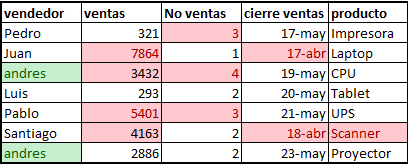 vendedor ventas No ventas cierre ventas producto
Pedro 321 3 17-may Impresora
Juan 7864 1 17-abr Laptop
andres 3432 4 19-may CPU
Luis 293 2 20-may Tablet
Pablo 5401 3 21-may UPS
Santiago 4163 2 18-abr Scanner
andres 2886 2 23-may Proyector